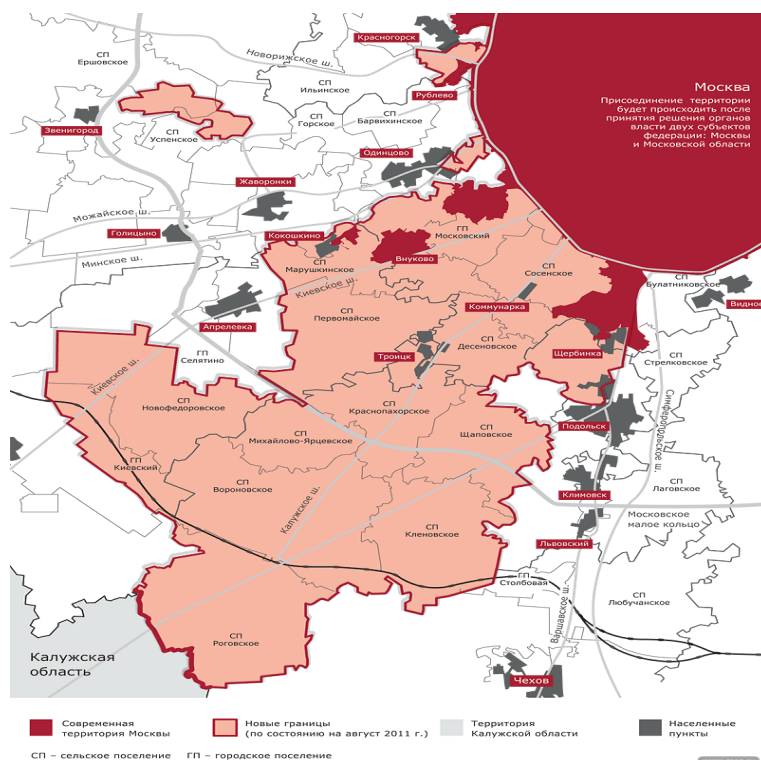 Красногорск
СП
Ершовское
Новорижское ш.
СП
Ильинское
Рублево
Москва
Присоединение территории
будет происходить после
принятия решения органов
власти двух субъектов
федерации: Москвы
и Московской области
Звенигород
СП
Успенское
СП
Горское
СП
Барвихинское
Одинцово
Жаворонки
Можайское ш.
Голицыно
Кокошкино
ГП
Московский
Минское ш.
СП
Марушкинское
Внуково
СП
Сосенское
СП
Булатниковское
Киевское ш.
Видное
Апрелевка
СП
Первомайское
Коммунарка
Троицк
СП
Десеновское
Щербинка
ГП
Селятино
СП
Стрелковское
Киевское ш.
СП
Новофедоровское
СП
Краснопахорское
Симферопольское ш.
СП
Михайлово-Ярцевское
СП
Щаповское
Подольск
ГП
Киевский
СП
Вороновское
Калужское ш.
Климовск
СП
Лаговское
СП
Кленовское
Московское
малое кольцо
Львовский
ГП
Столбовая
СП
Любучанское
Варшавское ш.
СП
Роговское
Калужская
область
Чехов
Современная
территория Москвы
Новые границы
(по состоянию на август 2011 г.)
Территория
Калужской области
Населенные
пункты
СП – сельское поселение ГП – городское поселение